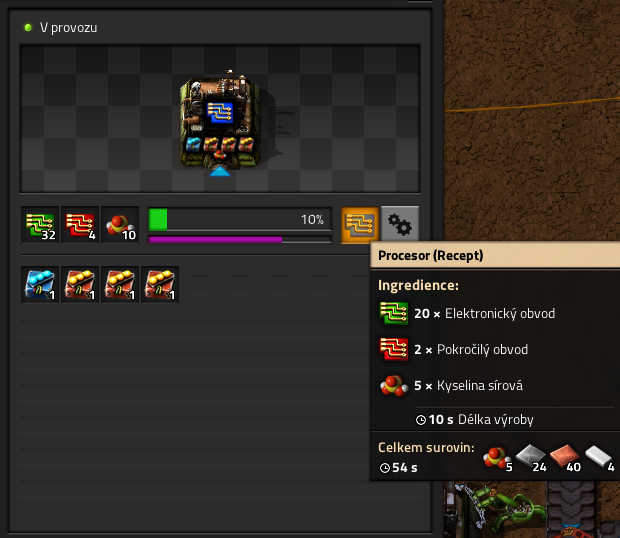 V provozu
32 4 10 10%
1 1 1 1
Procesor (Recept)
Ingredience:
20 × Elektronický obvod
2 × Pokročilý obvod
5 × Kyselina sírová
10 s Délka výroby
Celkem surovin:
54 s
5 24 40 4